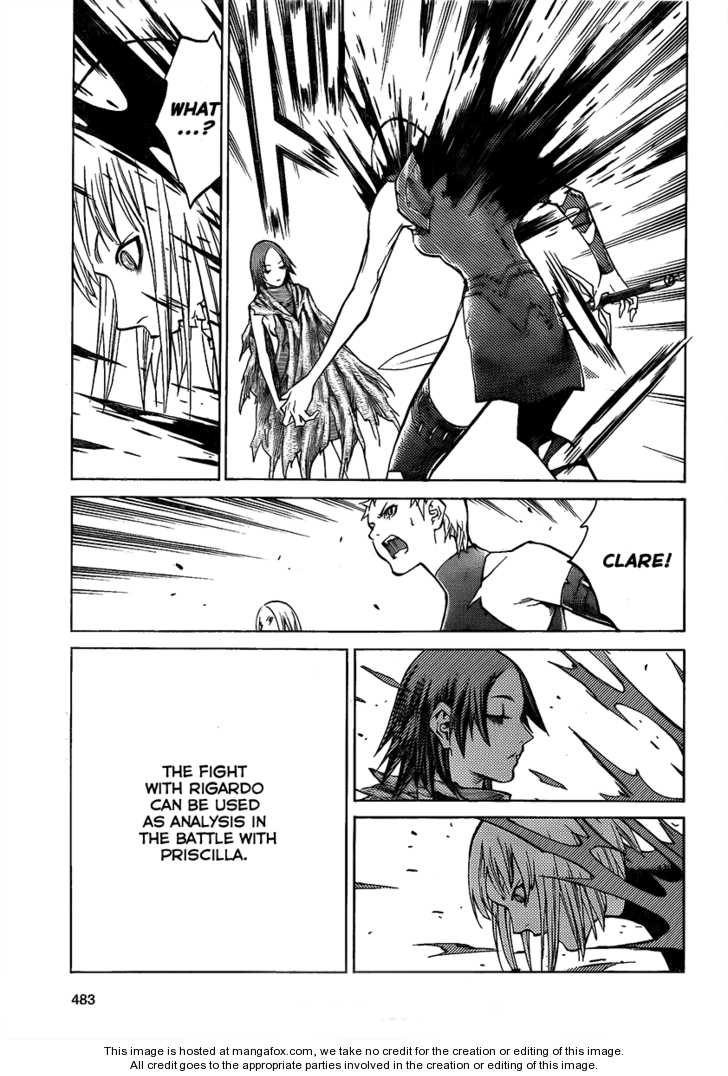 WHAT
...?
CLARE!
THE FIGHT
WITH RIGARDO
CAN BE USED
AS ANALYSIS IN
THE BATTLE WITH
PRISCILLA.
483
This image is hosted at mangafox.com, we take no credit for the creation or editing of this image.
All credit goes to the appropriate parties involved in the creation or editing of this image.